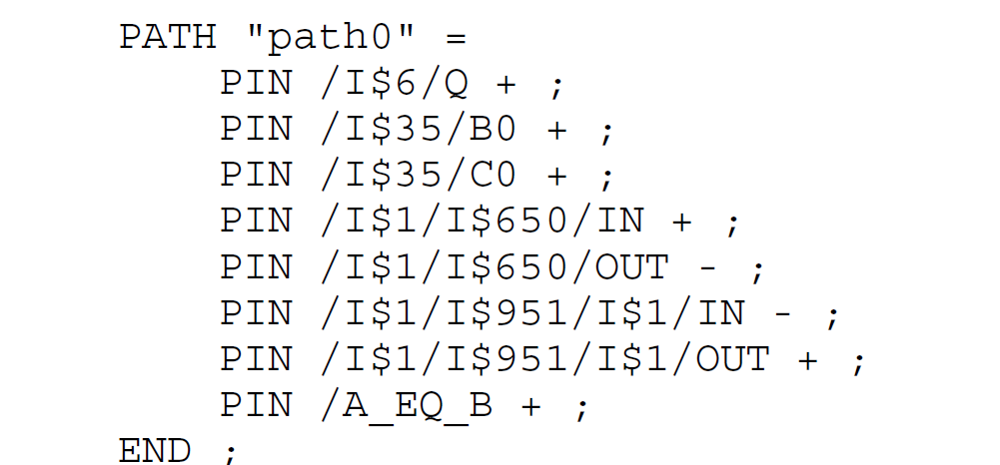 PATH "path0" =
PIN /I$6/Q + ;
PIN /I$35/B0 + ;
PIN /I$35/C0 + ;
PIN /I$1/I$650/IN + ;
PIN /I$1/I$650/OUT - ;
PIN /I$1/I$951/I$1/IN - ;
PIN /I$1/I$951/I$1/OUT + ;
PIN /A_EQ_B + ;
END ;